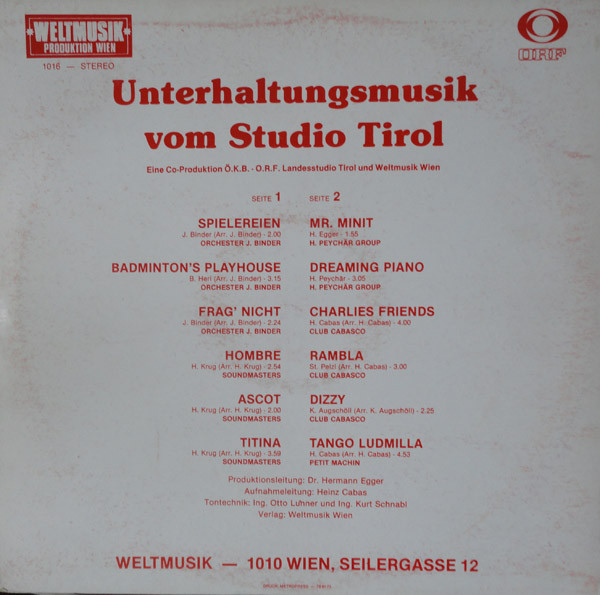 WELTMUSIK
PRODUKTION WIEN
1016 — STEREO
ORF
Unterhaltungsmusik
vom Studio Tirol
Eine Co-Produktion Ö.K.B. - O.R.F. Landesstudio Tirol und Weltmusik Wien
SEITE 1
SPIELEREIEN
J. Binder (Arr. J. Binder) - 2.00
ORCHESTER J. BINDER
BADMINTON'S PLAYHOUSE
B. Heil (Arr. J. Binder) - 3.15
ORCHESTER J. BINDER
FRAG' NICHT
J. Binder (Arr. J. Binder) - 2.24
ORCHESTER J. BINDER
HOMBRE
H. Krug (Arr. H. Krug) - 2.54
SOUNDMASTERS
ASCOT
H. Krug (Arr. H. Krug) - 2.00
SOUNDMASTERS
TITINA
H. Krug (Arr. H. Krug) - 3.59
SOUNDMASTERS
SEITE 2
MR. MINIT
H. Egger - 1.55
H. PEYCHÄR GROUP
DREAMING PIANO
H. Peychär - 3.05
H. PEYCHÄR GROUP
CHARLIES FRIENDS
H. Cabas (Arr. H. Cabas) - 4.00
CLUB CABASCO
RAMBLA
St. Pelzl (Arr. H. Cabas) - 3.00
CLUB CABASCO
DIZZY
K. Augschöll (Arr. K. Augschöll) - 2.25
CLUB CABASCO
TANGO LUDMILLA
H. Cabas (Arr. H. Cabas) - 4.53
PETIT MACHIN
Produktionsleitung: Dr. Hermann Egger
Aufnahmeleitung: Heinz Cabas
Tontechnik: Ing. Otto Luhner und Ing. Kurt Schnabl
Verlag: Weltmusik Wien
WELTMUSIK — 1010 WIEN, SEILERGASSE 12